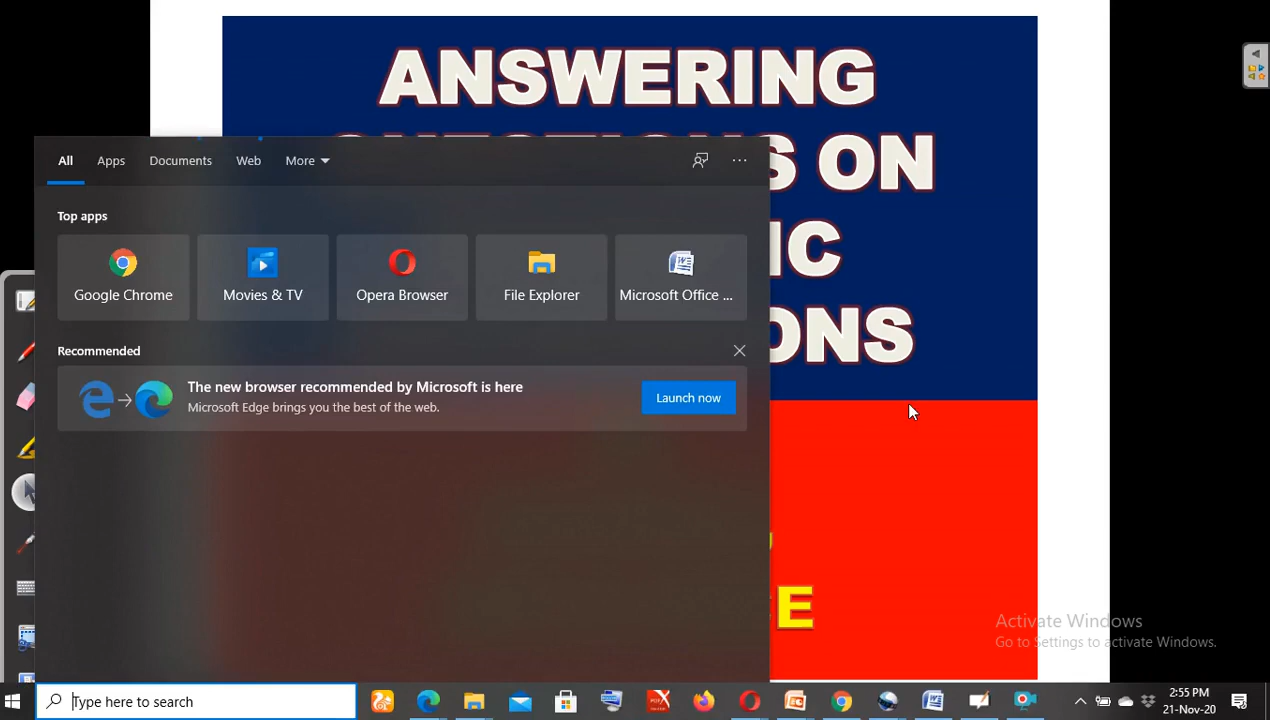 ANSWERING
S ON
IC
ONS
E
All Apps Documents Web More
Top apps
Google Chrome Movies & TV Opera Browser File Explorer Microsoft Office ...
Recommended
The new browser recommended by Microsoft is here
Microsoft Edge brings you the best of the web.
Launch now
Activate Windows
Go to Settings to activate Windows.
Type here to search
2:55 PM
21-Nov-20